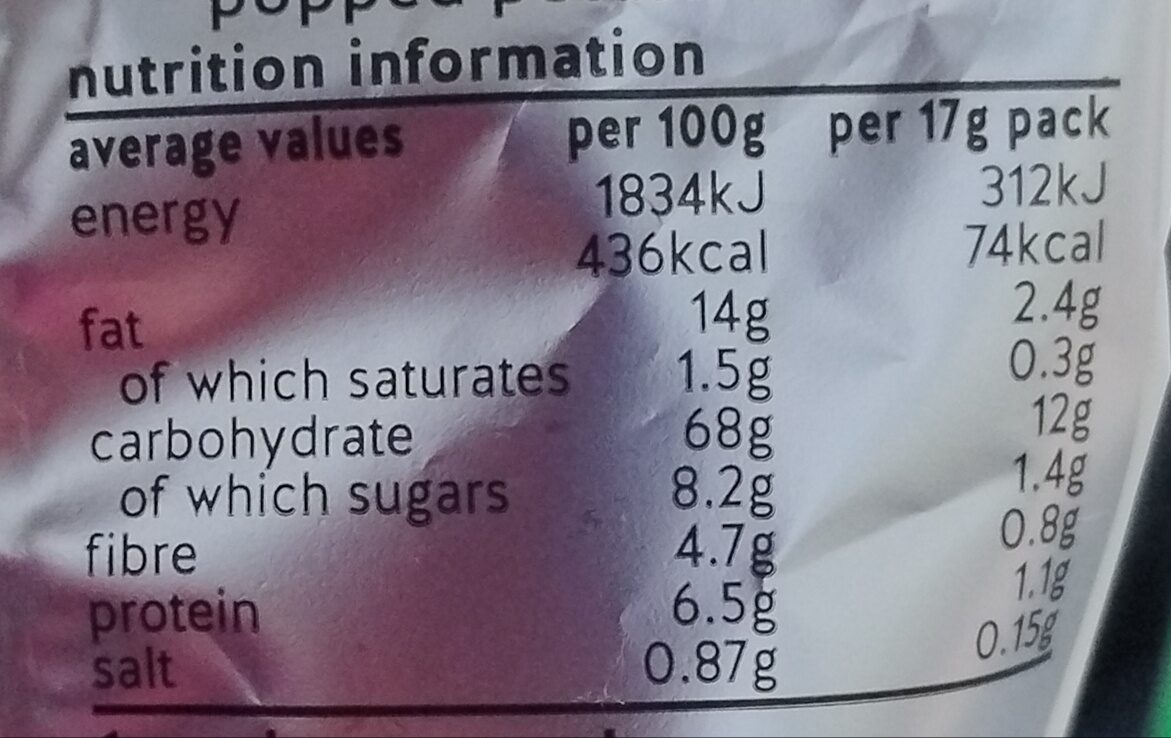 popped
nutrition information
average values per 100g per 17g pack
energy 1834kJ 312kJ
436kcal 74kcal
fat 14g 2.4g
of which saturates 1.5g 0.3g
carbohydrate 68g 12g
of which sugars 8.2g 1.4g
fibre 4.7g 0.8g
protein 6.5g 1.1g
salt 0.87g 0.15g